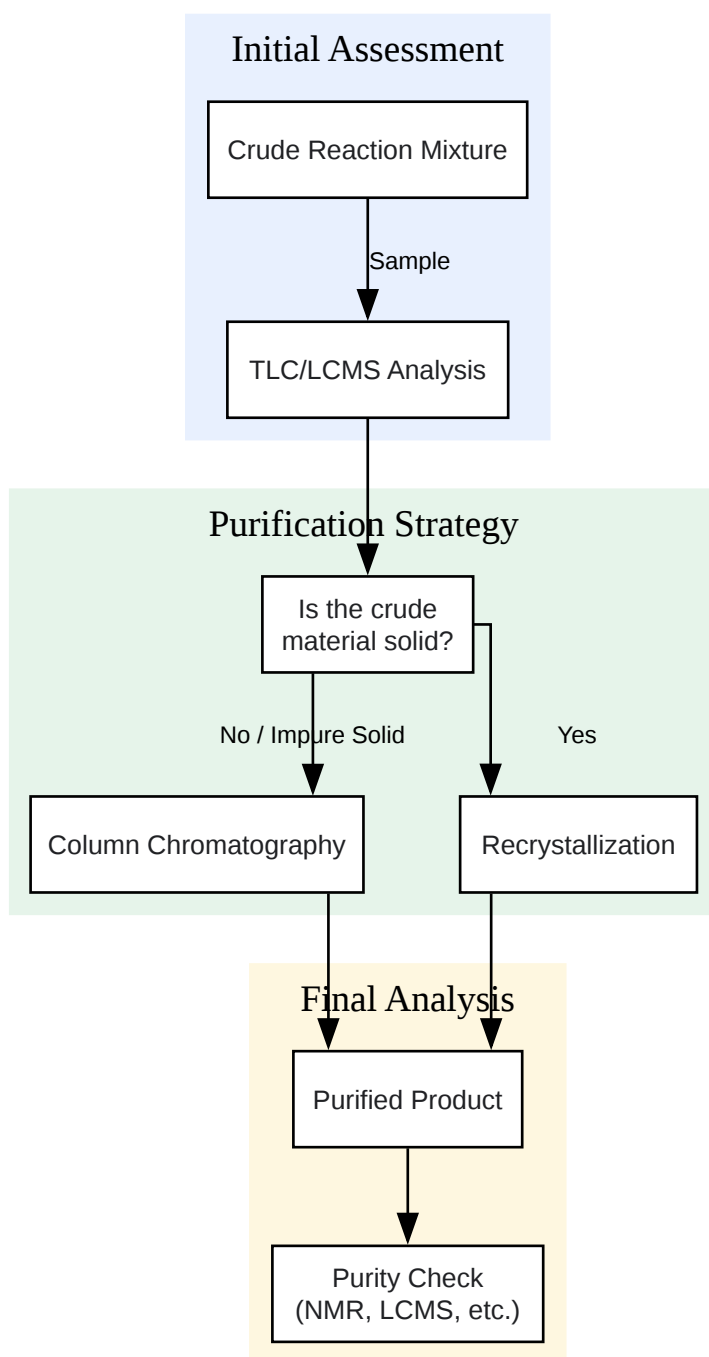 Initial Assessment
Crude Reaction Mixture
Sample
TLC/LCMS Analysis
Purification Strategy
Is the crude
material solid?
No / Impure Solid
Yes
Column Chromatography
Recrystallization
Final Analysis
Purified Product
Purity Check
(NMR, LCMS, etc.)